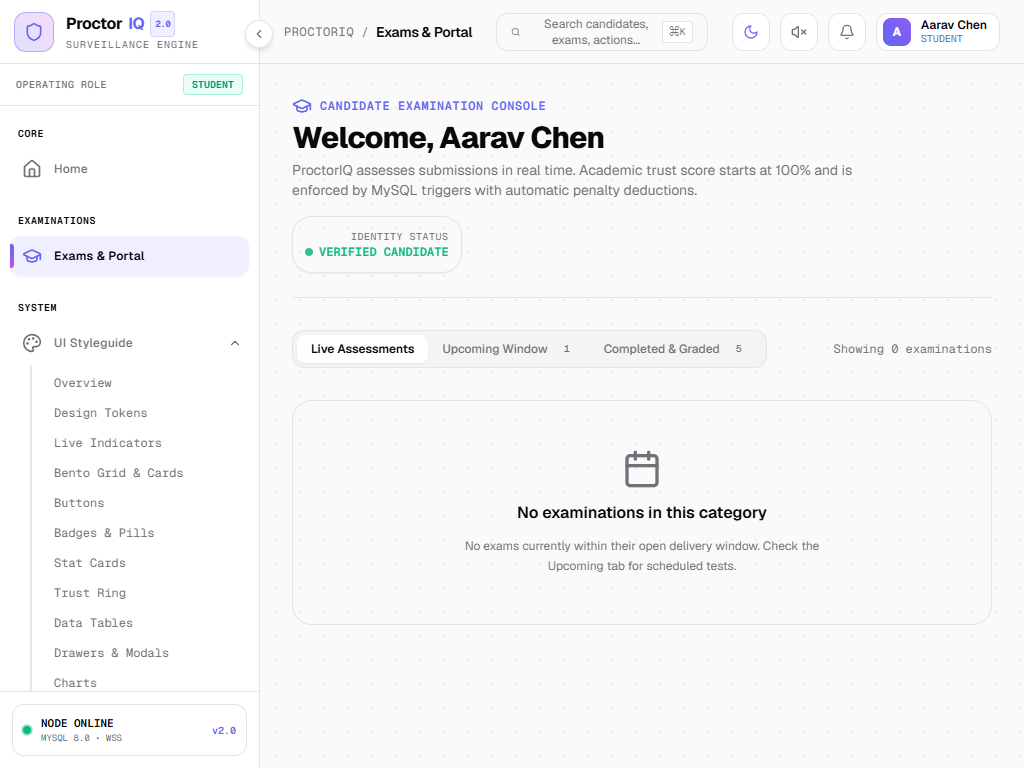 Proctor IQ 2.0
SURVEILLANCE ENGINE
OPERATING ROLE STUDENT
CORE
Home
EXAMINATIONS
Exams & Portal
SYSTEM
UI Styleguide
Overview
Design Tokens
Live Indicators
Bento Grid & Cards
Buttons
Badges & Pills
Stat Cards
Trust Ring
Data Tables
Drawers & Modals
Charts
NODE ONLINE
MYSQL 8.0 • WSS
v2.0
PROCTORIQ / Exams & Portal
Search candidates,
exams, actions...
⌘K
A
Aarav Chen
STUDENT
CANDIDATE EXAMINATION CONSOLE
Welcome, Aarav Chen
ProctorIQ assesses submissions in real time. Academic trust score starts at 100% and is
enforced by MySQL triggers with automatic penalty deductions.
IDENTITY STATUS
VERIFIED CANDIDATE
Live Assessments Upcoming Window 1 Completed & Graded 5
Showing 0 examinations
No examinations in this category
No exams currently within their open delivery window. Check the
Upcoming tab for scheduled tests.